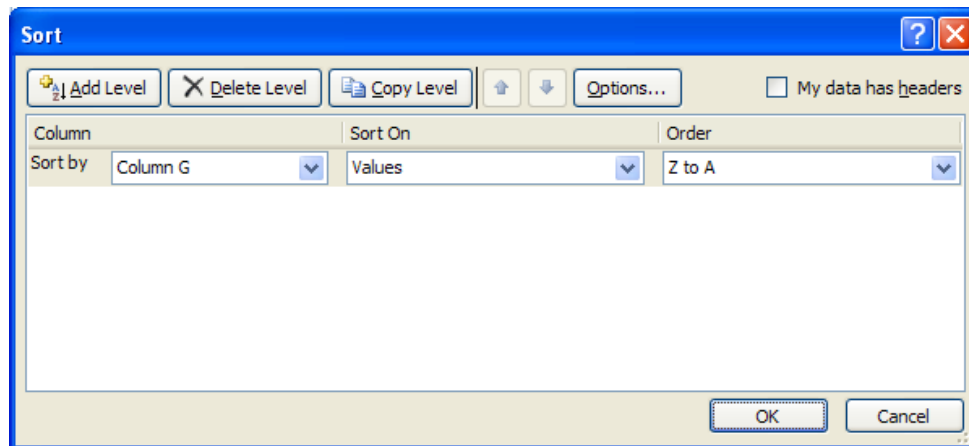 Sort
Add Level Delete Level Copy Level Options... My data has headers
Column Sort On Order
Sort by Column G Values Z to A
OK Cancel